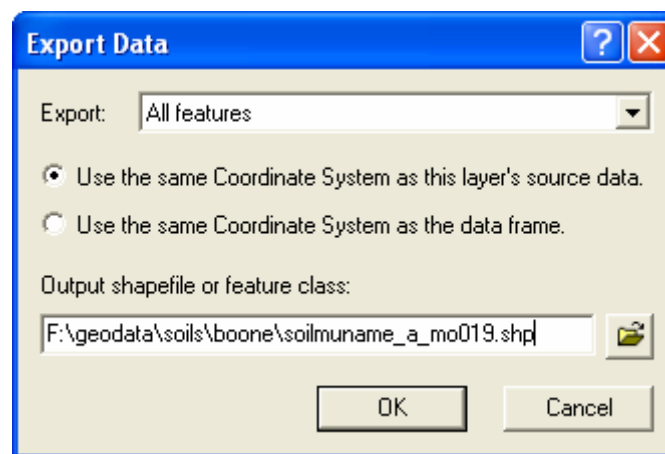 Export Data
Export: All features
Use the same Coordinate System as this layer's source data.
Use the same Coordinate System as the data frame.
Output shapefile or feature class:
F:\geodata\soils\boone\soilmuname_a_mo019.shp
OK Cancel